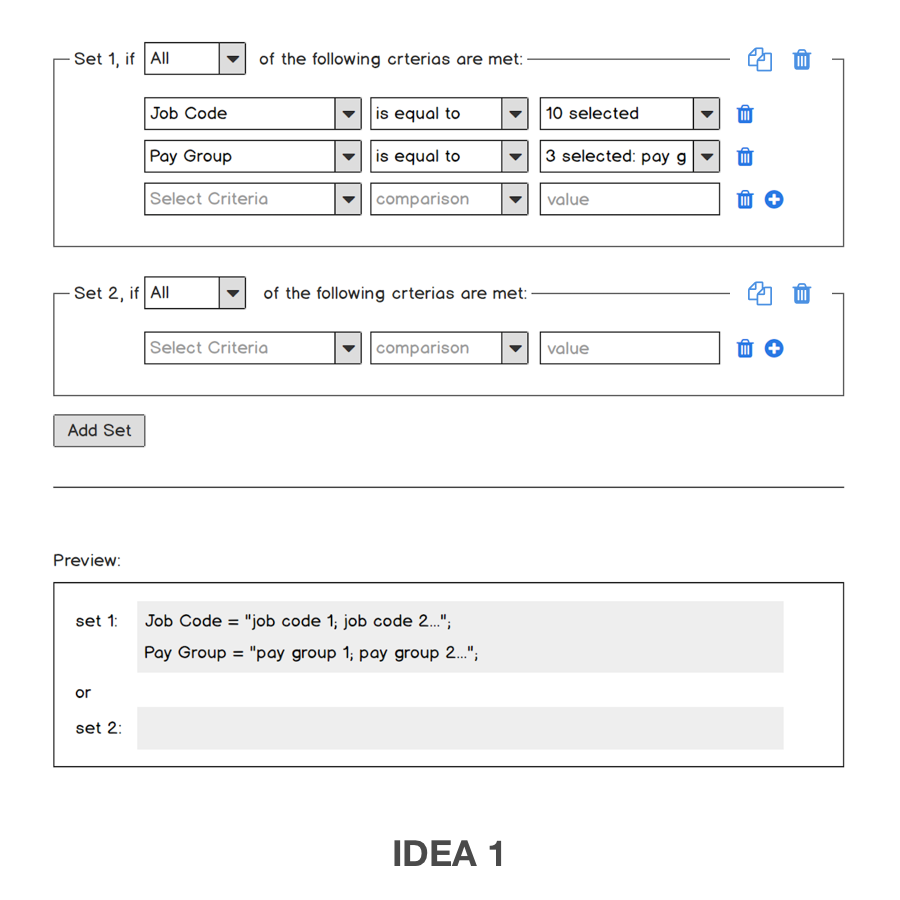 Set 1, if All of the following crterias are met:
Job Code is equal to 10 selected
Pay Group is equal to 3 selected: pay g
Select Criteria comparison value
Set 2, if All of the following crterias are met:
Select Criteria comparison value
Add Set
Preview:
set 1: Job Code = "job code 1; job code 2...";
Pay Group = "pay group 1; pay group 2...";
or
set 2:
IDEA 1